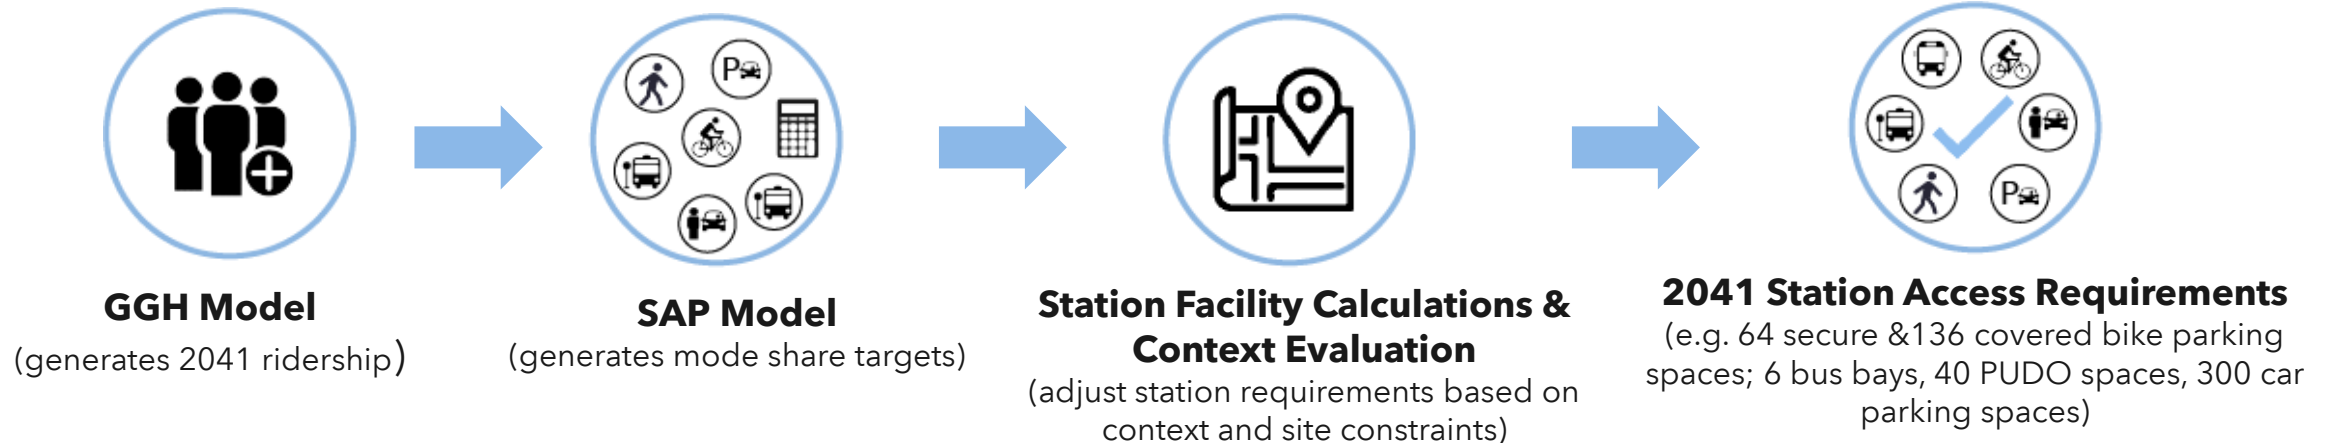 P
P
GGH Model
(generates 2041 ridership)
SAP Model
(generates mode share targets)
Station Facility Calculations &
Context Evaluation
(adjust station requirements based on
context and site constraints)
2041 Station Access Requirements
(e.g. 64 secure &136 covered bike parking
spaces; 6 bus bays, 40 PUDO spaces, 300 car
parking spaces)